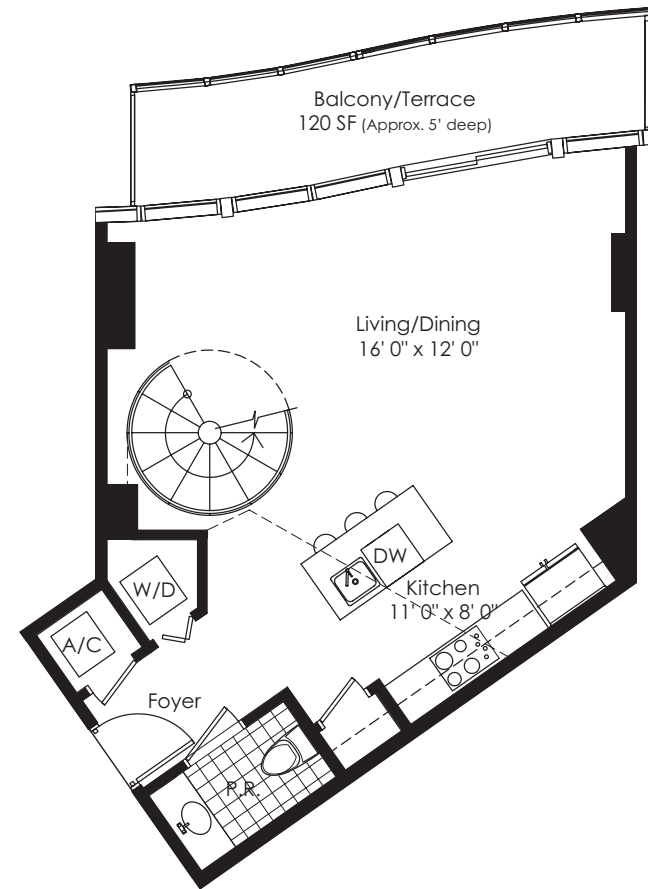 Balcony/Terrace
120 SF (Approx. 5' deep)
Living/Dining
16' 0" x 12' 0"
DW
Kitchen
11' 0" x 8' 0"
W/D
A/C
Foyer
P.R.